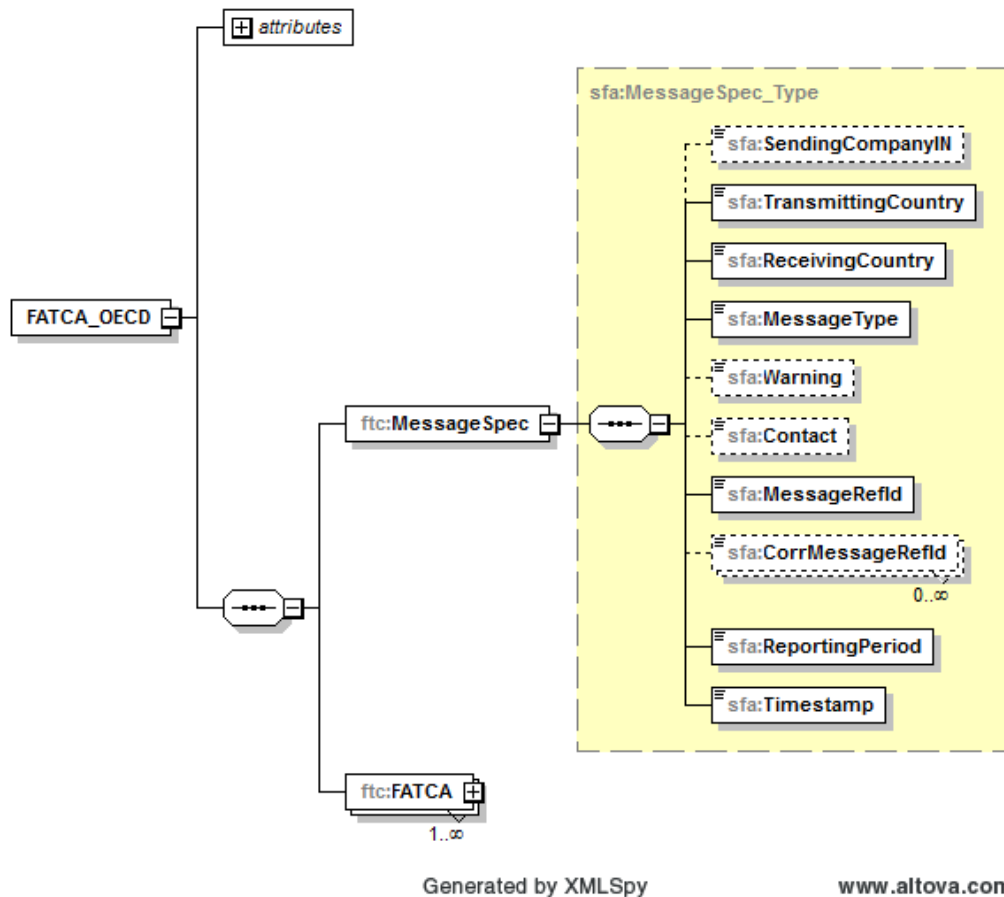 attributes
sfa:MessageSpec_Type
sfa:SendingCompanyIN
sfa:TransmittingCountry
sfa:ReceivingCountry
FATCA_OECD
sfa:MessageType
sfa:Warning
ftc:MessageSpec
sfa:Contact
sfa:MessageRefId
sfa:CorrMessageRefId
0..∞
sfa:ReportingPeriod
sfa:Timestamp
ftc:FATCA
1..∞
Generated by XMLSpy
www.altova.com